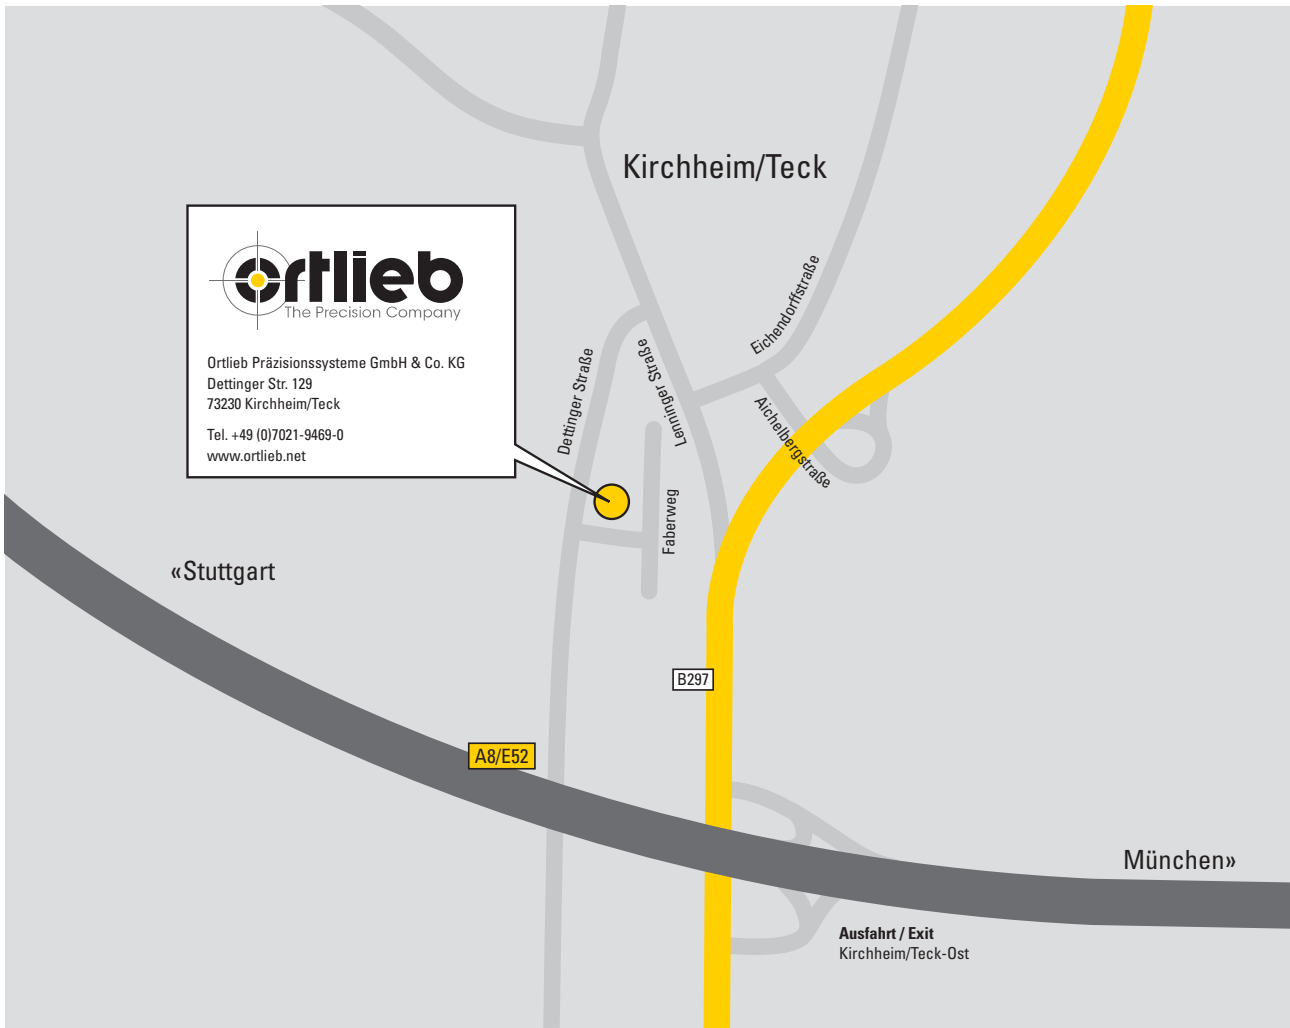 Kirchheim/Teck
ortlieb
The Precision Company
Ortlieb Präzisionssysteme GmbH & Co. KG
Dettinger Str. 129
73230 Kirchheim/Teck
Tel. +49 (0)7021-9469-0
www.ortlieb.net
Eichendorffstraße
Dettinger Straße
Lenninger Straße
Aichelbergstraße
Faberweg
«Stuttgart
B297
A8/E52
München»
Ausfahrt / Exit
Kirchheim/Teck-Ost